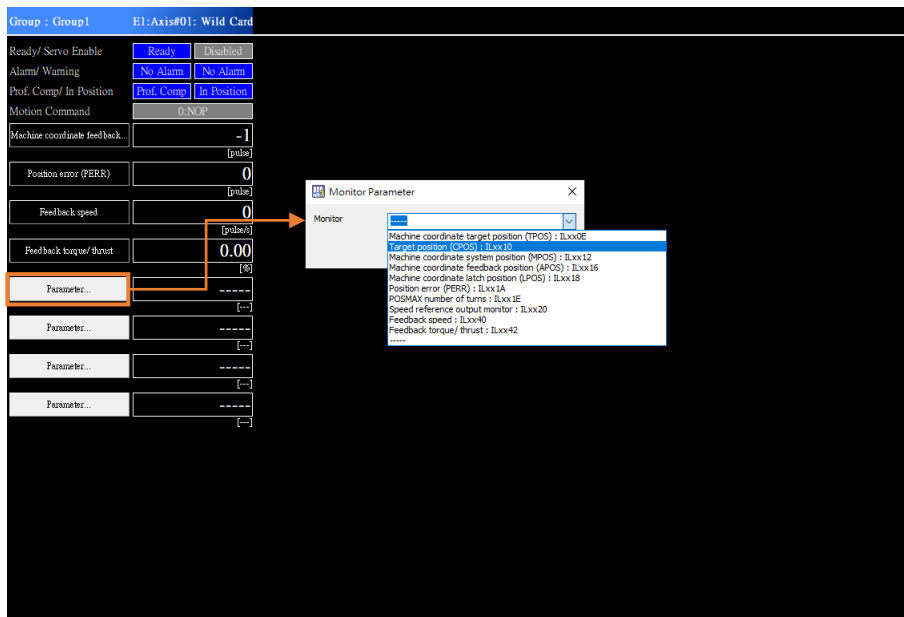 Group : Group1 E1:Axis#01: Wild Card
Ready/ Servo Enable Ready Disabled
Alarm/ Warning No Alarm No Alarm
Prof. Comp/ In Position Prof. Comp In Position
Motion Command 0:NOP
Machine coordinate feedback... -1
[pulse]
Position error (PERR) 0
[pulse]
Feedback speed 0
[pulse/s]
Feedback torque/ thrust 0.00
[%]
Parameter... -----
[---]
Parameter... -----
[---]
Parameter... -----
[---]
Parameter... -----
[---]
Monitor Parameter
Monitor -----
Machine coordinate target position (TPOS) : ILxx0E
Target position (CPOS) : ILxx10
Machine coordinate system position (MPOS) : ILxx12
Machine coordinate feedback position (APOS) : ILxx16
Machine coordinate latch position (LPOS) : ILxx18
Position error (PERR) : ILxx1A
POSMAX number of turns : ILxx1E
Speed reference output monitor : ILxx20
Feedback speed : ILxx40
Feedback torque/ thrust : ILxx42
-----